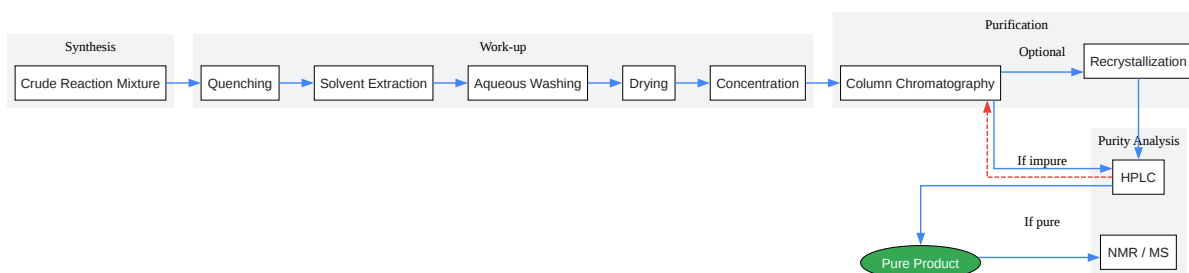 Synthesis
Crude Reaction Mixture
Work-up
Quenching
Solvent Extraction
Aqueous Washing
Drying
Concentration
Purification
Column Chromatography
Optional
Recrystallization
Purity Analysis
If impure
HPLC
If pure
Pure Product
NMR / MS